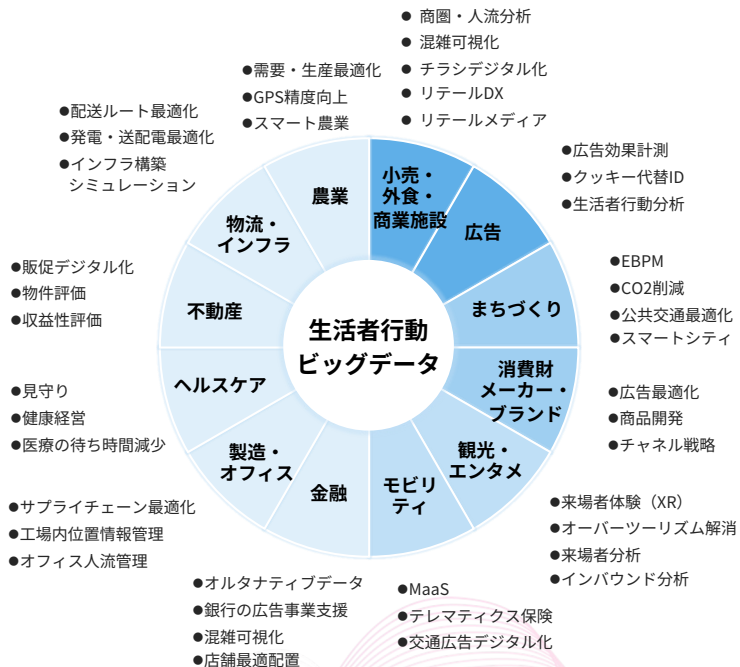 ● 商圏・人流分析
● 混雑可視化
● チラシデジタル化
● リテールDX
● リテールメディア
●需要・生産最適化
●GPS精度向上
●スマート農業
●配送ルート最適化
●発電・送配電最適化
●インフラ構築
シミュレーション
●広告効果計測
●クッキー代替ID
●生活者行動分析
●販促デジタル化
●物件評価
●収益性評価
●EBPM
●CO2削減
●公共交通最適化
●スマートシティ
●見守り
●健康経営
●医療の待ち時間減少
●広告最適化
●商品開発
●チャネル戦略
●サプライチェーン最適化
●工場内位置情報管理
●オフィス人流管理
●来場者体験（XR）
●オーバーツーリズム解消
●来場者分析
●インバウンド分析
●オルタナティブデータ
●銀行の広告事業支援
●混雑可視化
●店舗最適配置
●MaaS
●テレマティクス保険
●交通広告デジタル化
小売・
外食・
商業施設
広告
まちづくり
消費財
メーカー・
ブランド
観光・
エンタメ
モビリ
ティ
金融
製造・
オフィス
ヘルスケア
不動産
物流・
インフラ
農業
生活者行動
ビッグデータ